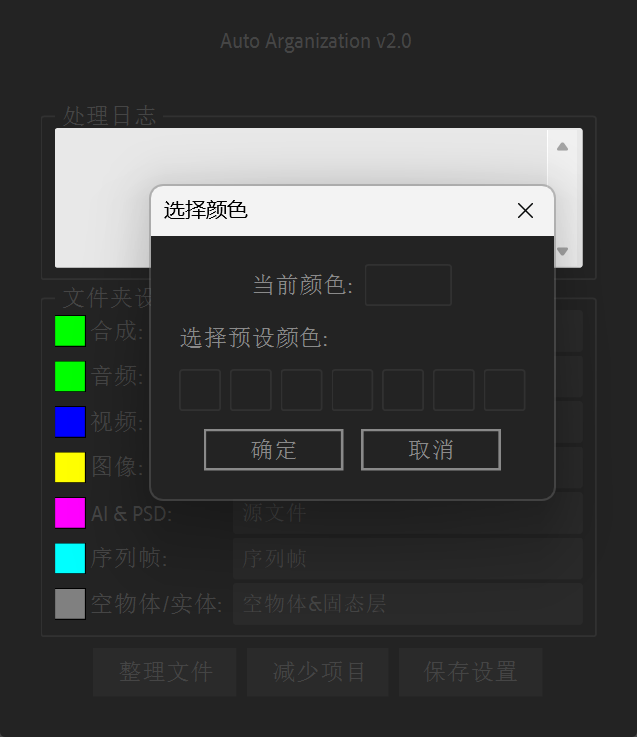 Auto Arganization v2.0
处理日志
选择颜色
当前颜色:
选择预设颜色:
确定
取消
文件夹设
合成:
音频:
视频:
图像:
AI & PSD:
源文件
序列帧:
序列帧
空物体/实体:
空物体&固态层
整理文件
减少项目
保存设置